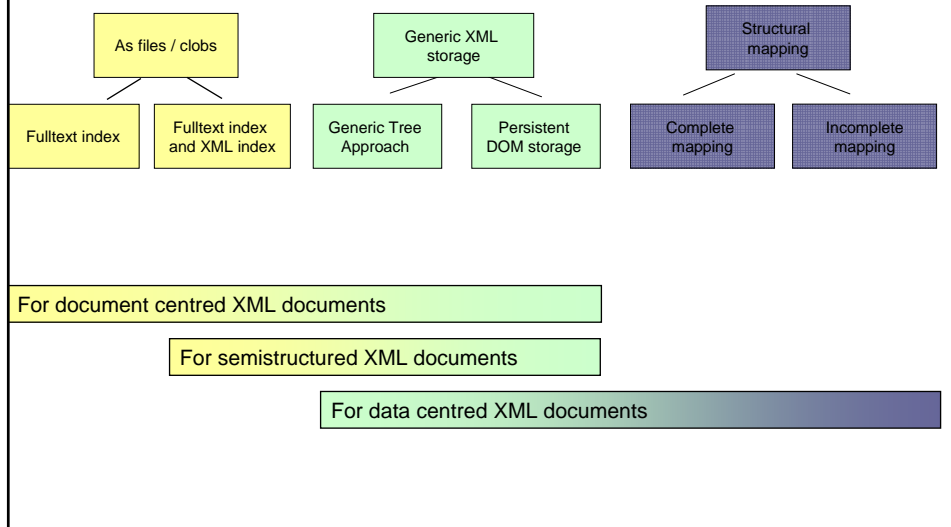 As files / clobs
Generic XML
storage
Structural
mapping
Fulltext index
Fulltext index
and XML index
Generic Tree
Approach
Persistent
DOM storage
Complete
mapping
Incomplete
mapping
For document centred XML documents
For semistructured XML documents
For data centred XML documents